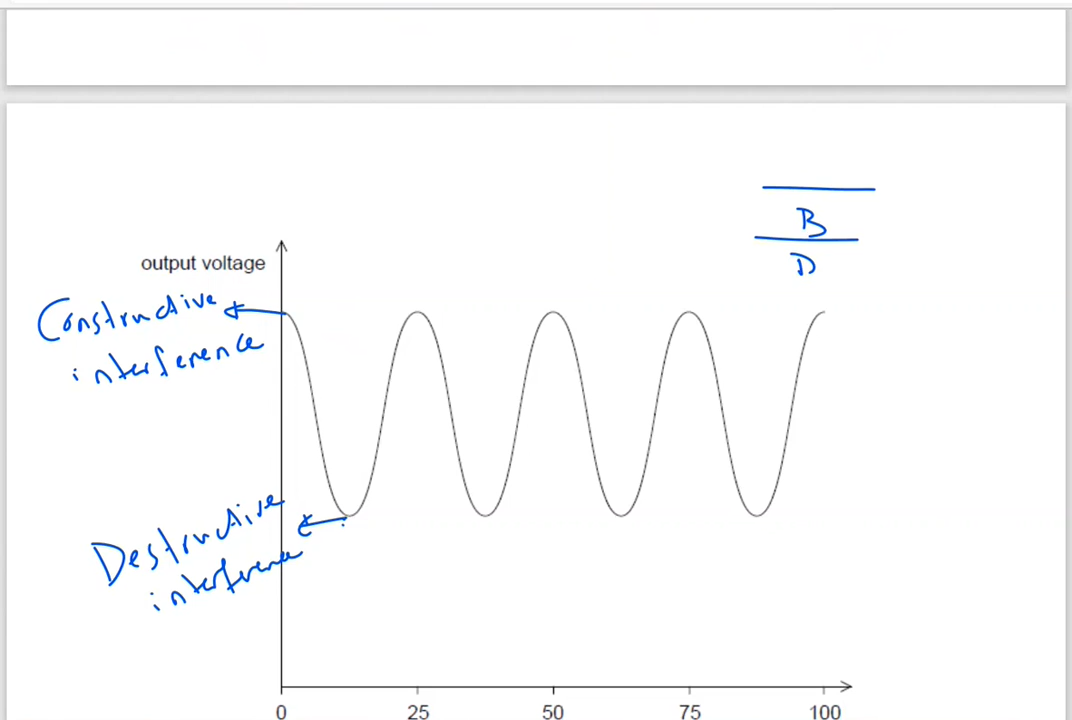 B
D
output voltage
Constructive
interference
Destructive
interference
0 25 50 75 100